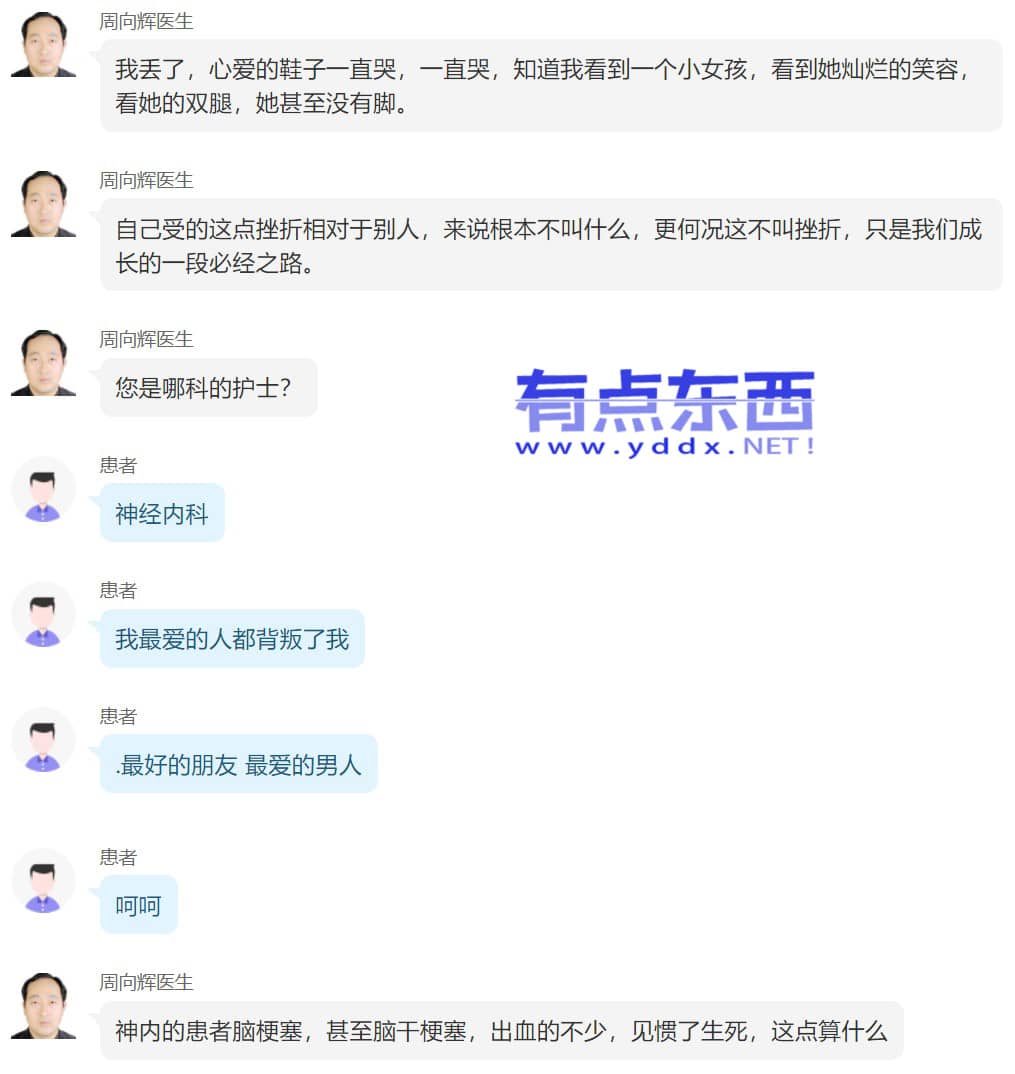 周向辉医生
我丢了，心爱的鞋子一直哭，一直哭，知道我看到一个小女孩，看到她灿烂的笑容，
看她的双腿，她甚至没有脚。
周向辉医生
自己受的这点挫折相对于别人，来说根本不叫什么，更何况这不叫挫折，只是我们成
长的一段必经之路。
周向辉医生
您是哪科的护士？
有点东西
www.yddx.NET!
患者
神经内科
患者
我最爱的人都背叛了我
患者
.最好的朋友 最爱的男人
患者
呵呵
周向辉医生
神内的患者脑梗塞，甚至脑干梗塞，出血的不少，见惯了生死，这点算什么